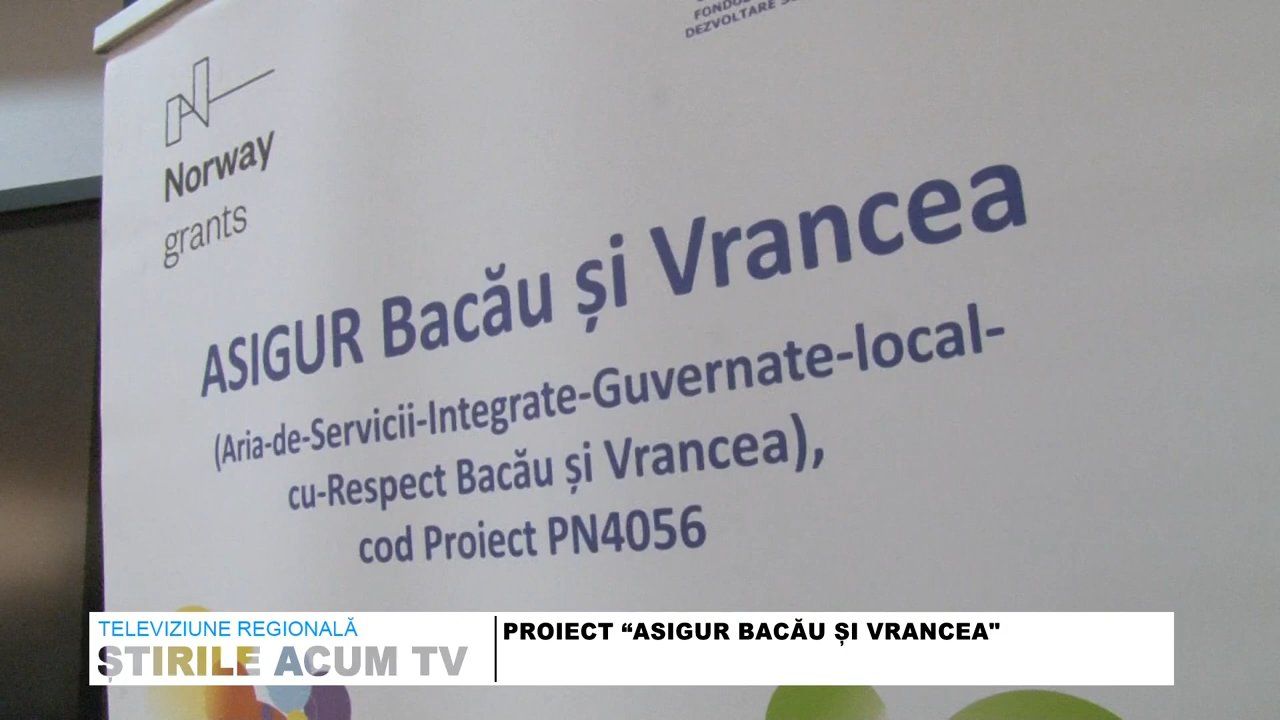 DEZVOLTARE
Norway
grants
ASIGUR Bacău și Vrancea
(Aria-de-Servicii-Integrate-Guvernate-local-
cu-Respect Bacău și Vrancea),
cod Proiect PN4056
TELEVIZIUNE REGIONALĂ
ȘTIRILE ACUM TV
PROIECT “ASIGUR BACĂU ȘI VRANCEA"